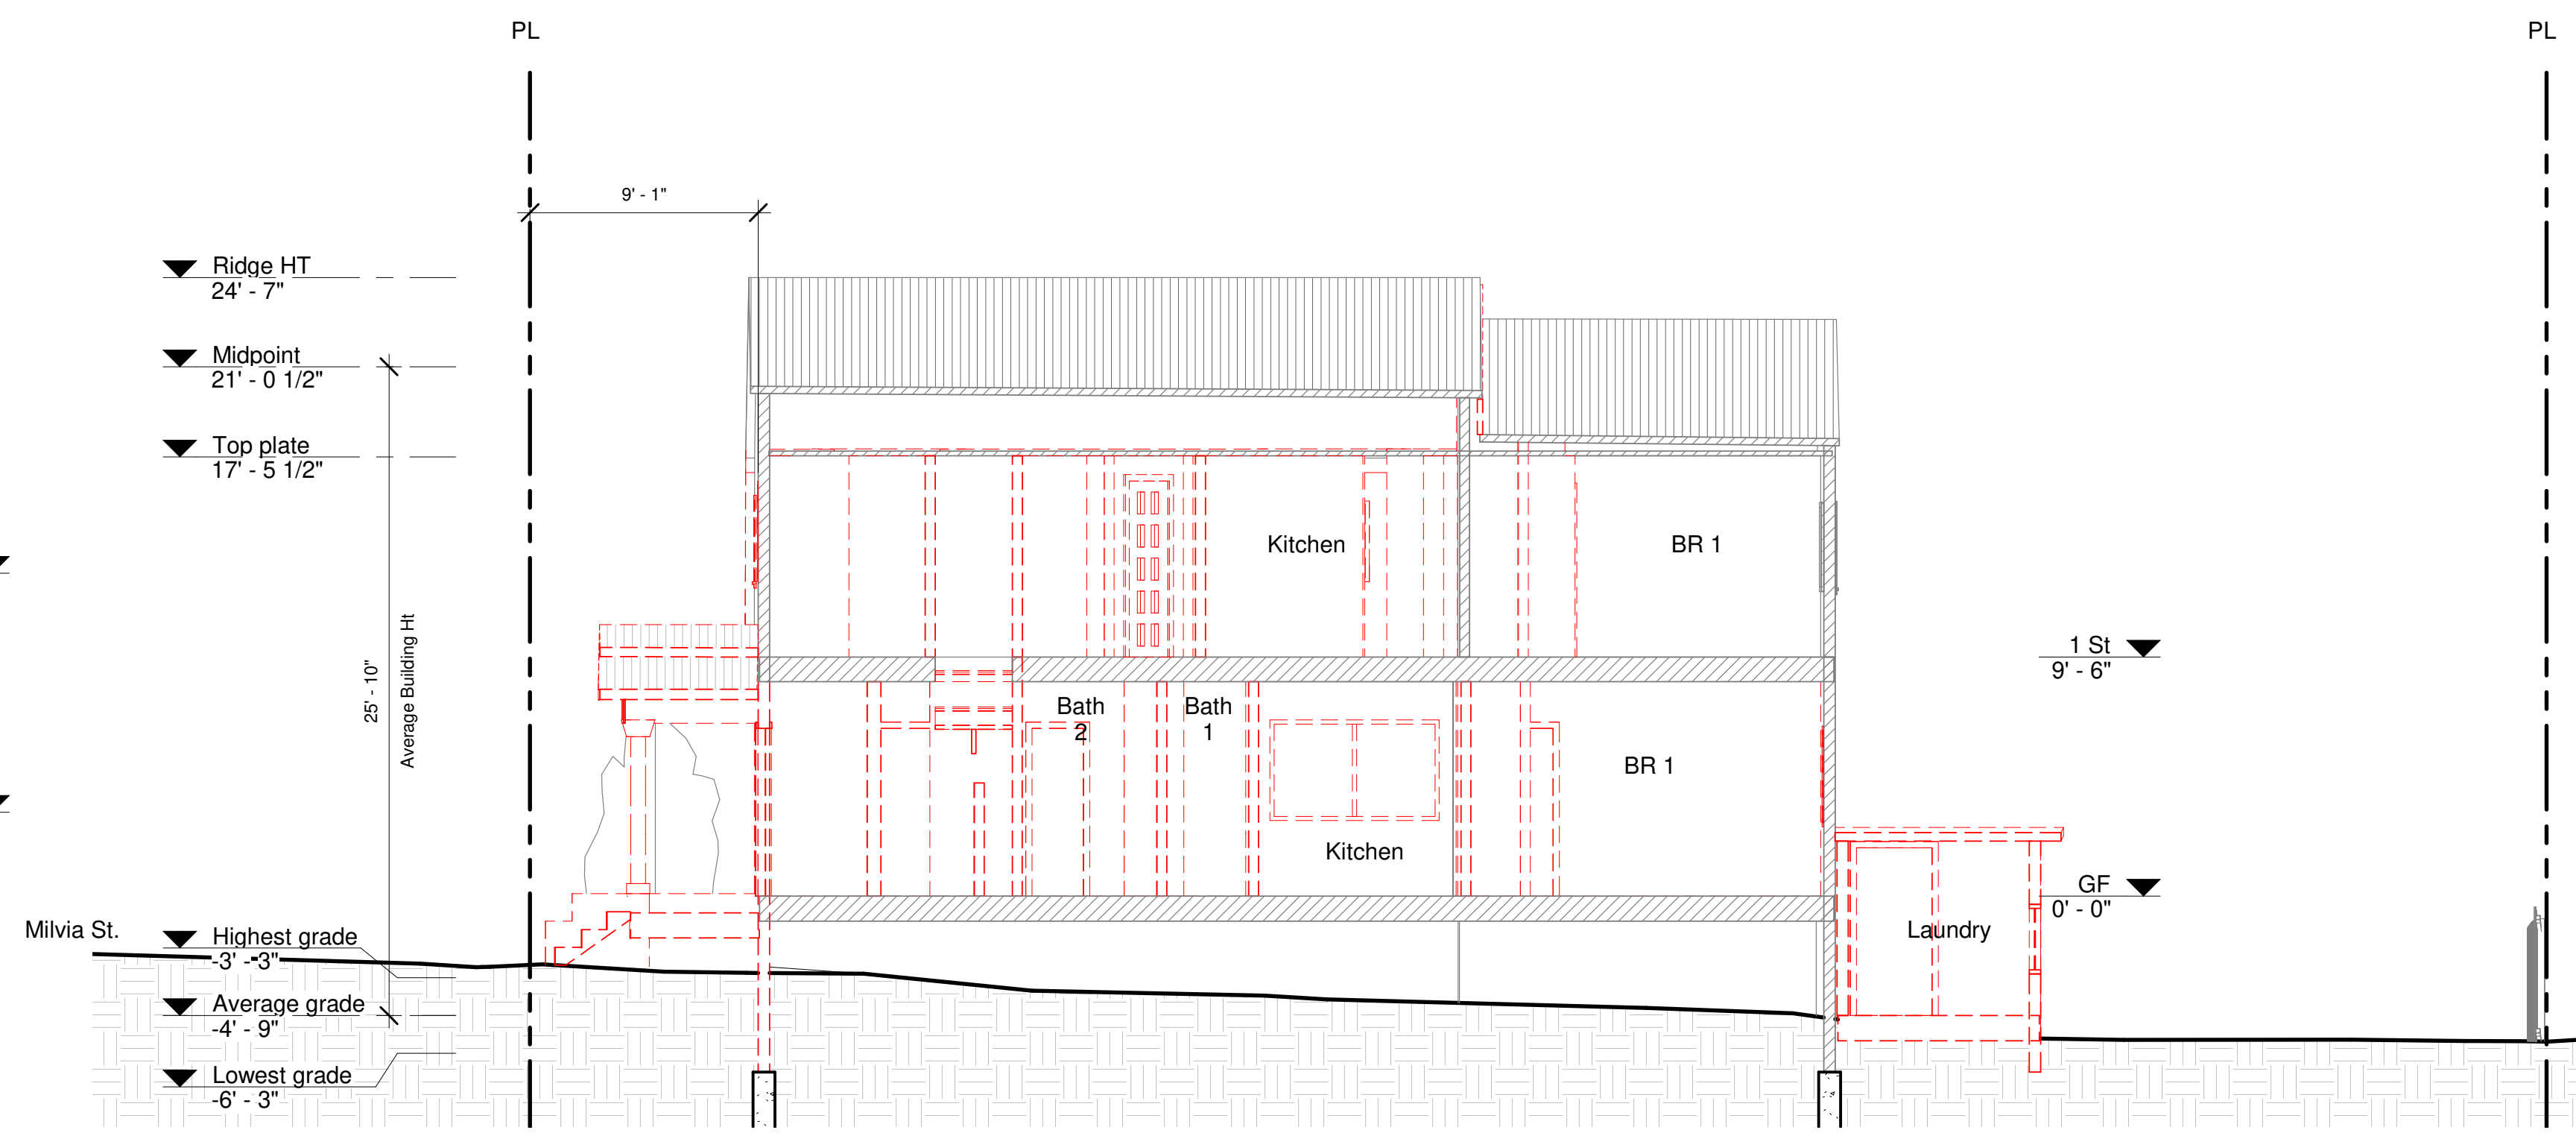 PL
PL
9' - 1"
Ridge HT
24' - 7"
Midpoint
21' - 0 1/2"
Top plate
17' - 5 1/2"
25' - 10"
Average Building Ht
Kitchen
BR 1
1 St
9' - 6"
Bath
2
Bath
1
BR 1
Kitchen
GF
0' - 0"
Laundry
Milvia St.
Highest grade
-3' - 3"
Average grade
-4' - 9"
Lowest grade
-6' - 3"